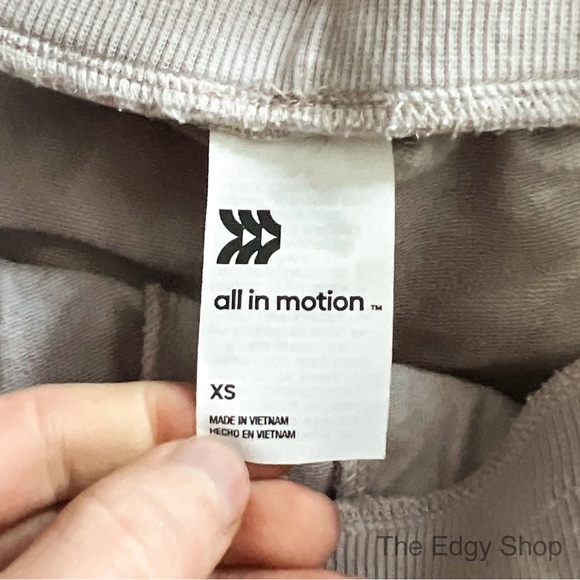 all in motion ™
XS
MADE IN VIETNAM
HECHO EN VIETNAM
The Edgy Shop